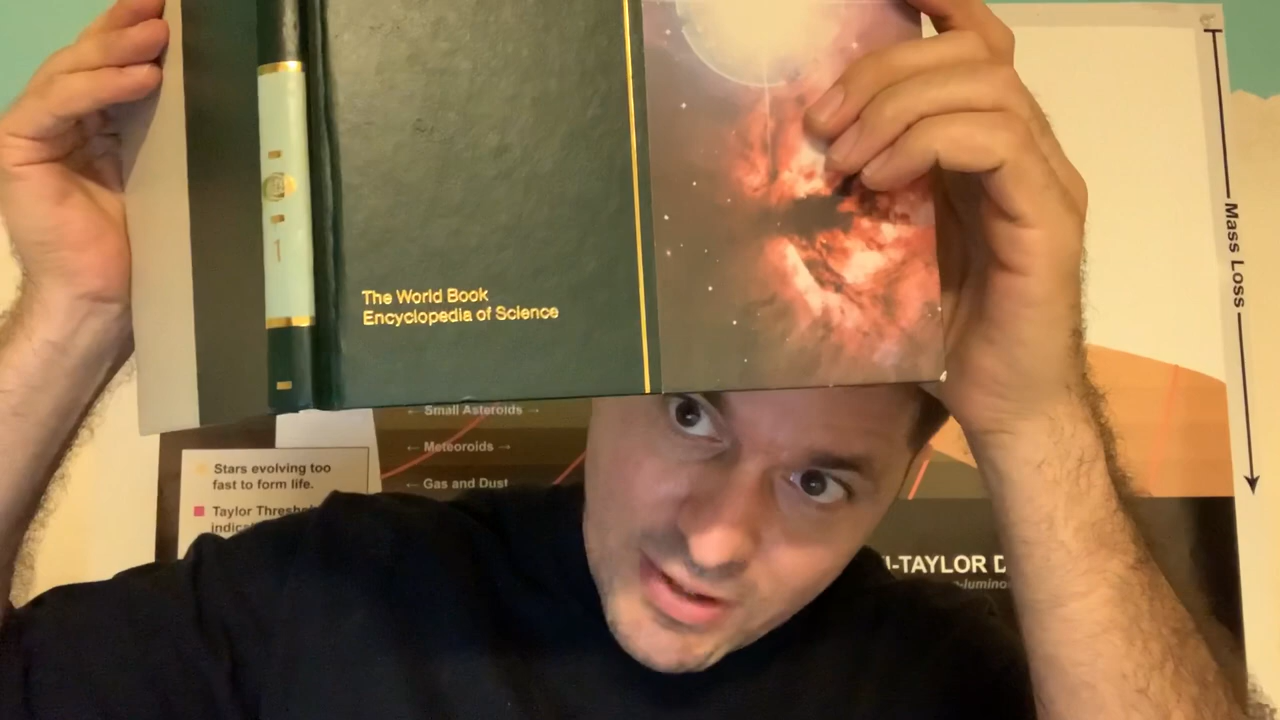 1
The World Book
Encyclopedia of Science
Mass Loss
← Small Asteroids →
← Meteoroids →
← Gas and Dust
Stars evolving too
fast to form life.
Taylor
indic
I-TAYLOR D